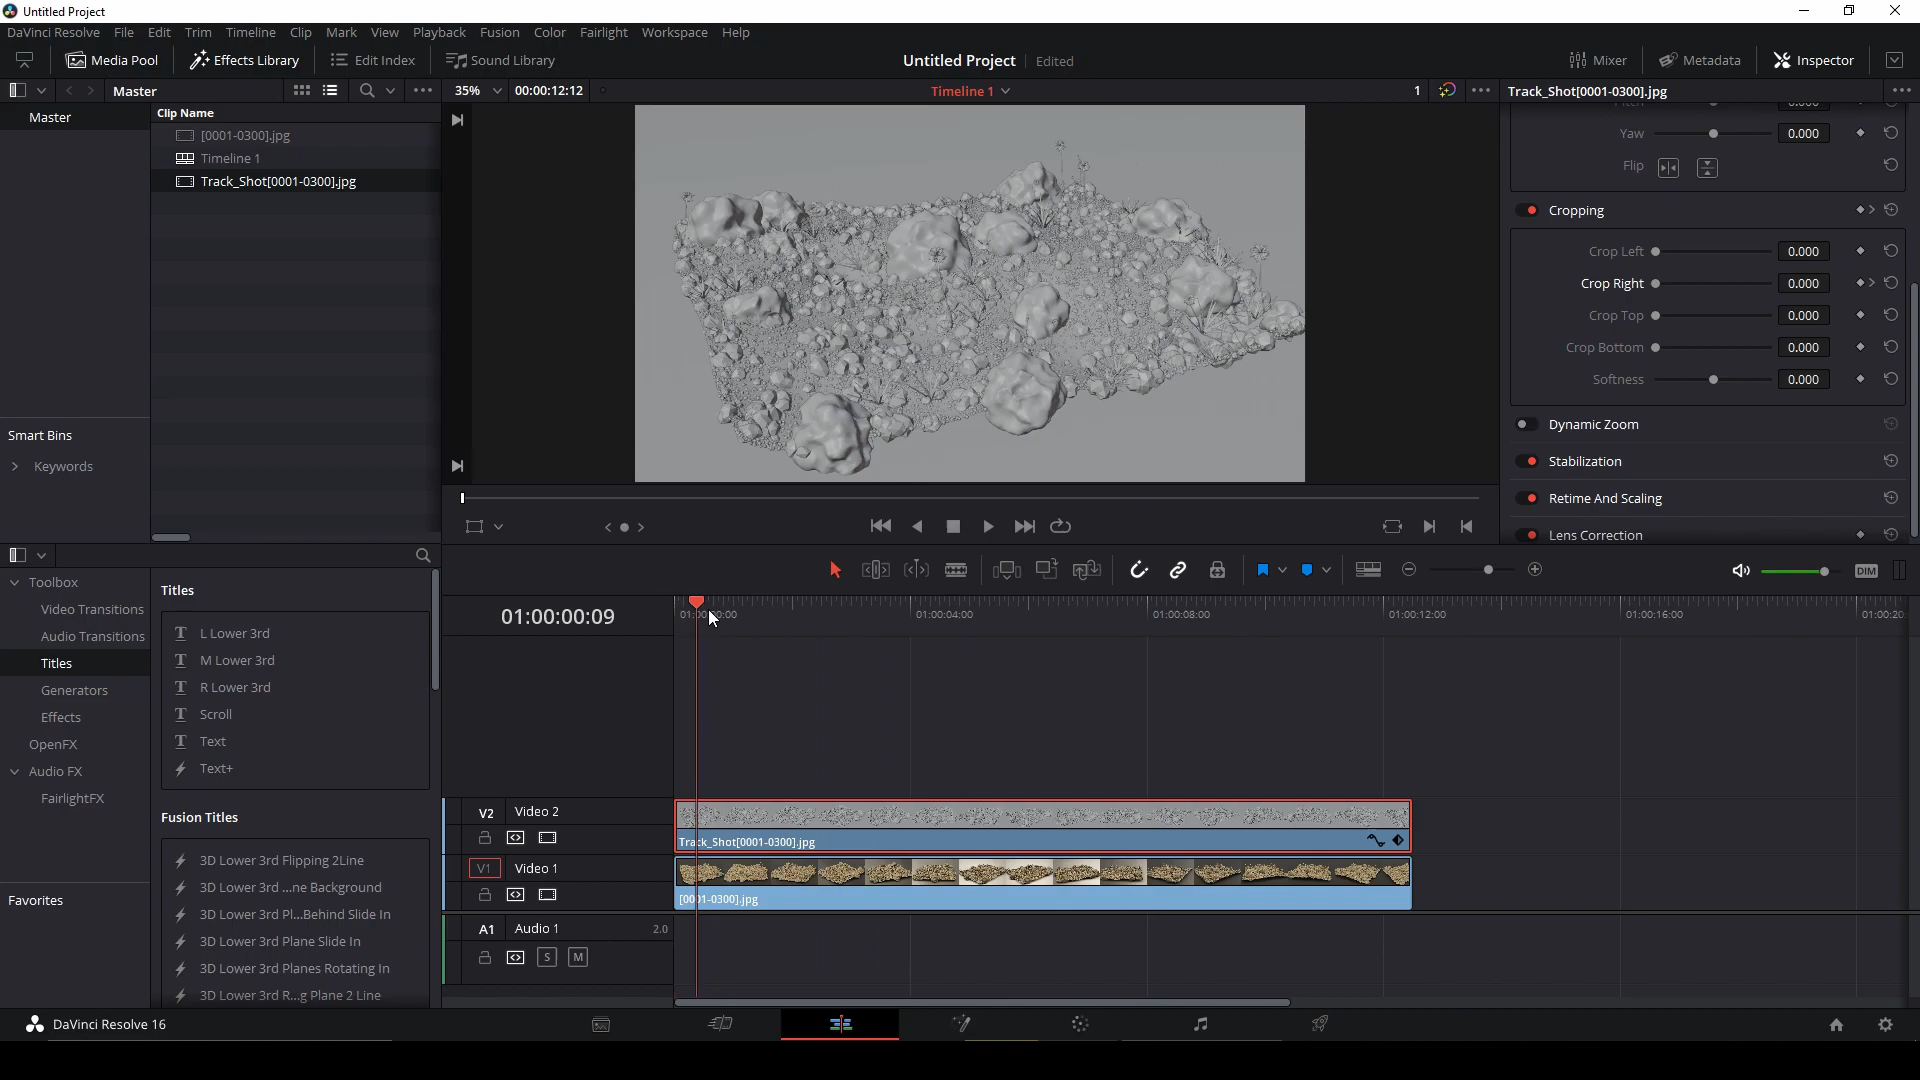 Untitled Project
DaVinci Resolve File Edit Trim Timeline Clip Mark View Playback Fusion Color Fairlight Workspace Help
Media Pool Effects Library Edit Index Sound Library Untitled Project Edited Mixer Metadata Inspector
Master 35% 00:00:12:12 Timeline 1 1 Track_Shot[0001-0300].jpg
Master
Clip Name
[0001-0300].jpg
Timeline 1
Track_Shot[0001-0300].jpg
Smart Bins
Keywords
Yaw 0.000
Flip
Cropping
Crop Left 0.000
Crop Right 0.000
Crop Top 0.000
Crop Bottom 0.000
Softness 0.000
Dynamic Zoom
Stabilization
Retime And Scaling
Lens Correction
Toolbox
Video Transitions
Audio Transitions
Titles
Generators
Effects
OpenFX
Audio FX
FairlightFX
Favorites
Titles
L Lower 3rd
M Lower 3rd
R Lower 3rd
Scroll
Text
Text+
Fusion Titles
3D Lower 3rd Flipping 2Line
3D Lower 3rd ...ne Background
3D Lower 3rd Pl...Behind Slide In
3D Lower 3rd Plane Slide In
3D Lower 3rd Planes Rotating In
3D Lower 3rd R...g Plane 2 Line
DIM
01:00:00:09
01:00:04:00 01:00:08:00 01:00:12:00 01:00:16:00 01:00:20
V2 Video 2
Track_Shot[0001-0300].jpg
V1 Video 1
[0001-0300].jpg
A1 Audio 1 2.0
S M
DaVinci Resolve 16